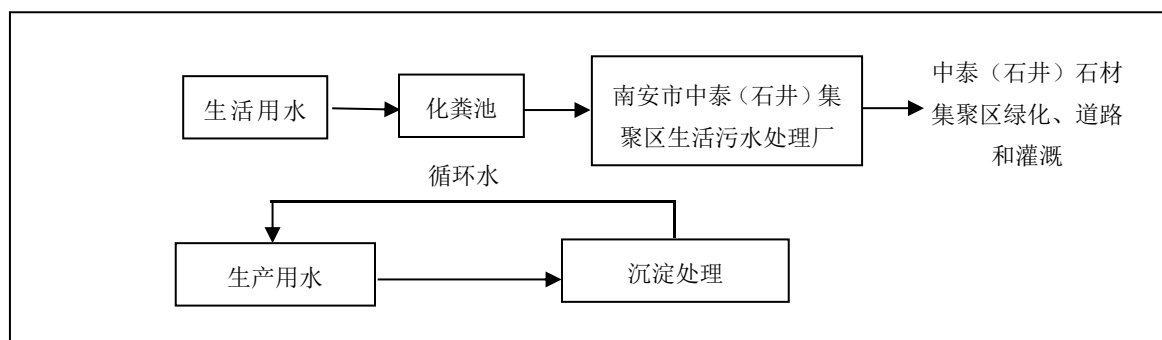 生活用水
化粪池
南安市中泰（石井）集
聚区生活污水处理厂
中泰（石井）石材
集聚区绿化、道路
和灌溉
循环水
生产用水
沉淀处理